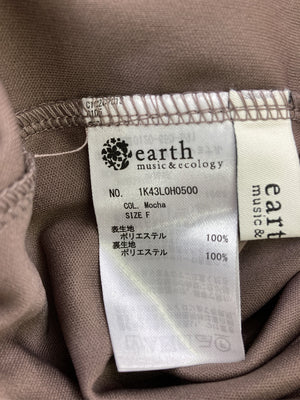 earth
music & ecology
NO. 1K43L0H0500
COL. Mocha
SIZE F
表生地
ポリエステル 100%
裏生地
ポリエステル 100%
earth
music &